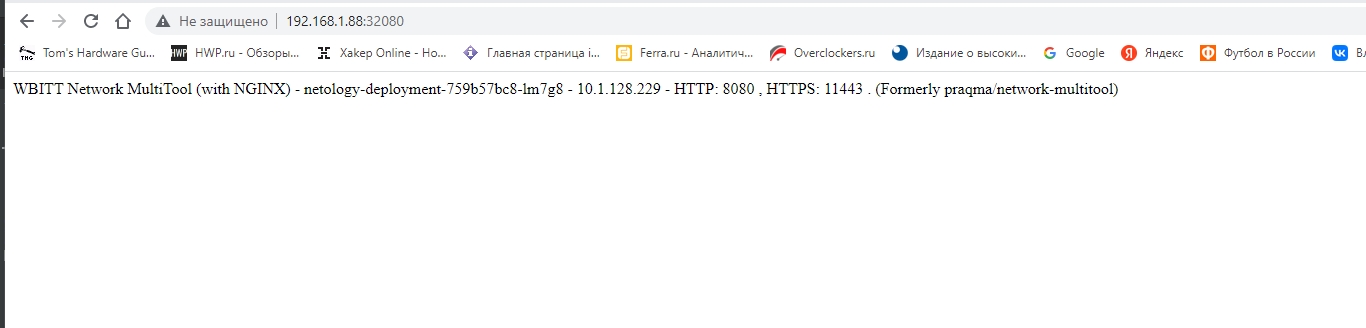 Не защищено 192.168.1.88:32080
THG Tom's Hardware Gu... HWP HWP.ru - Обзоры... Xakep Online - Но... Главная страница i... Ferra.ru - Аналитич... Overclockers.ru Издание о высоки... G Google Я Яндекс Ф Футбол в России Вл
WBITT Network MultiTool (with NGINX) - netology-deployment-759b57bc8-lm7g8 - 10.1.128.229 - HTTP: 8080 , HTTPS: 11443 . (Formerly praqma/network-multitool)